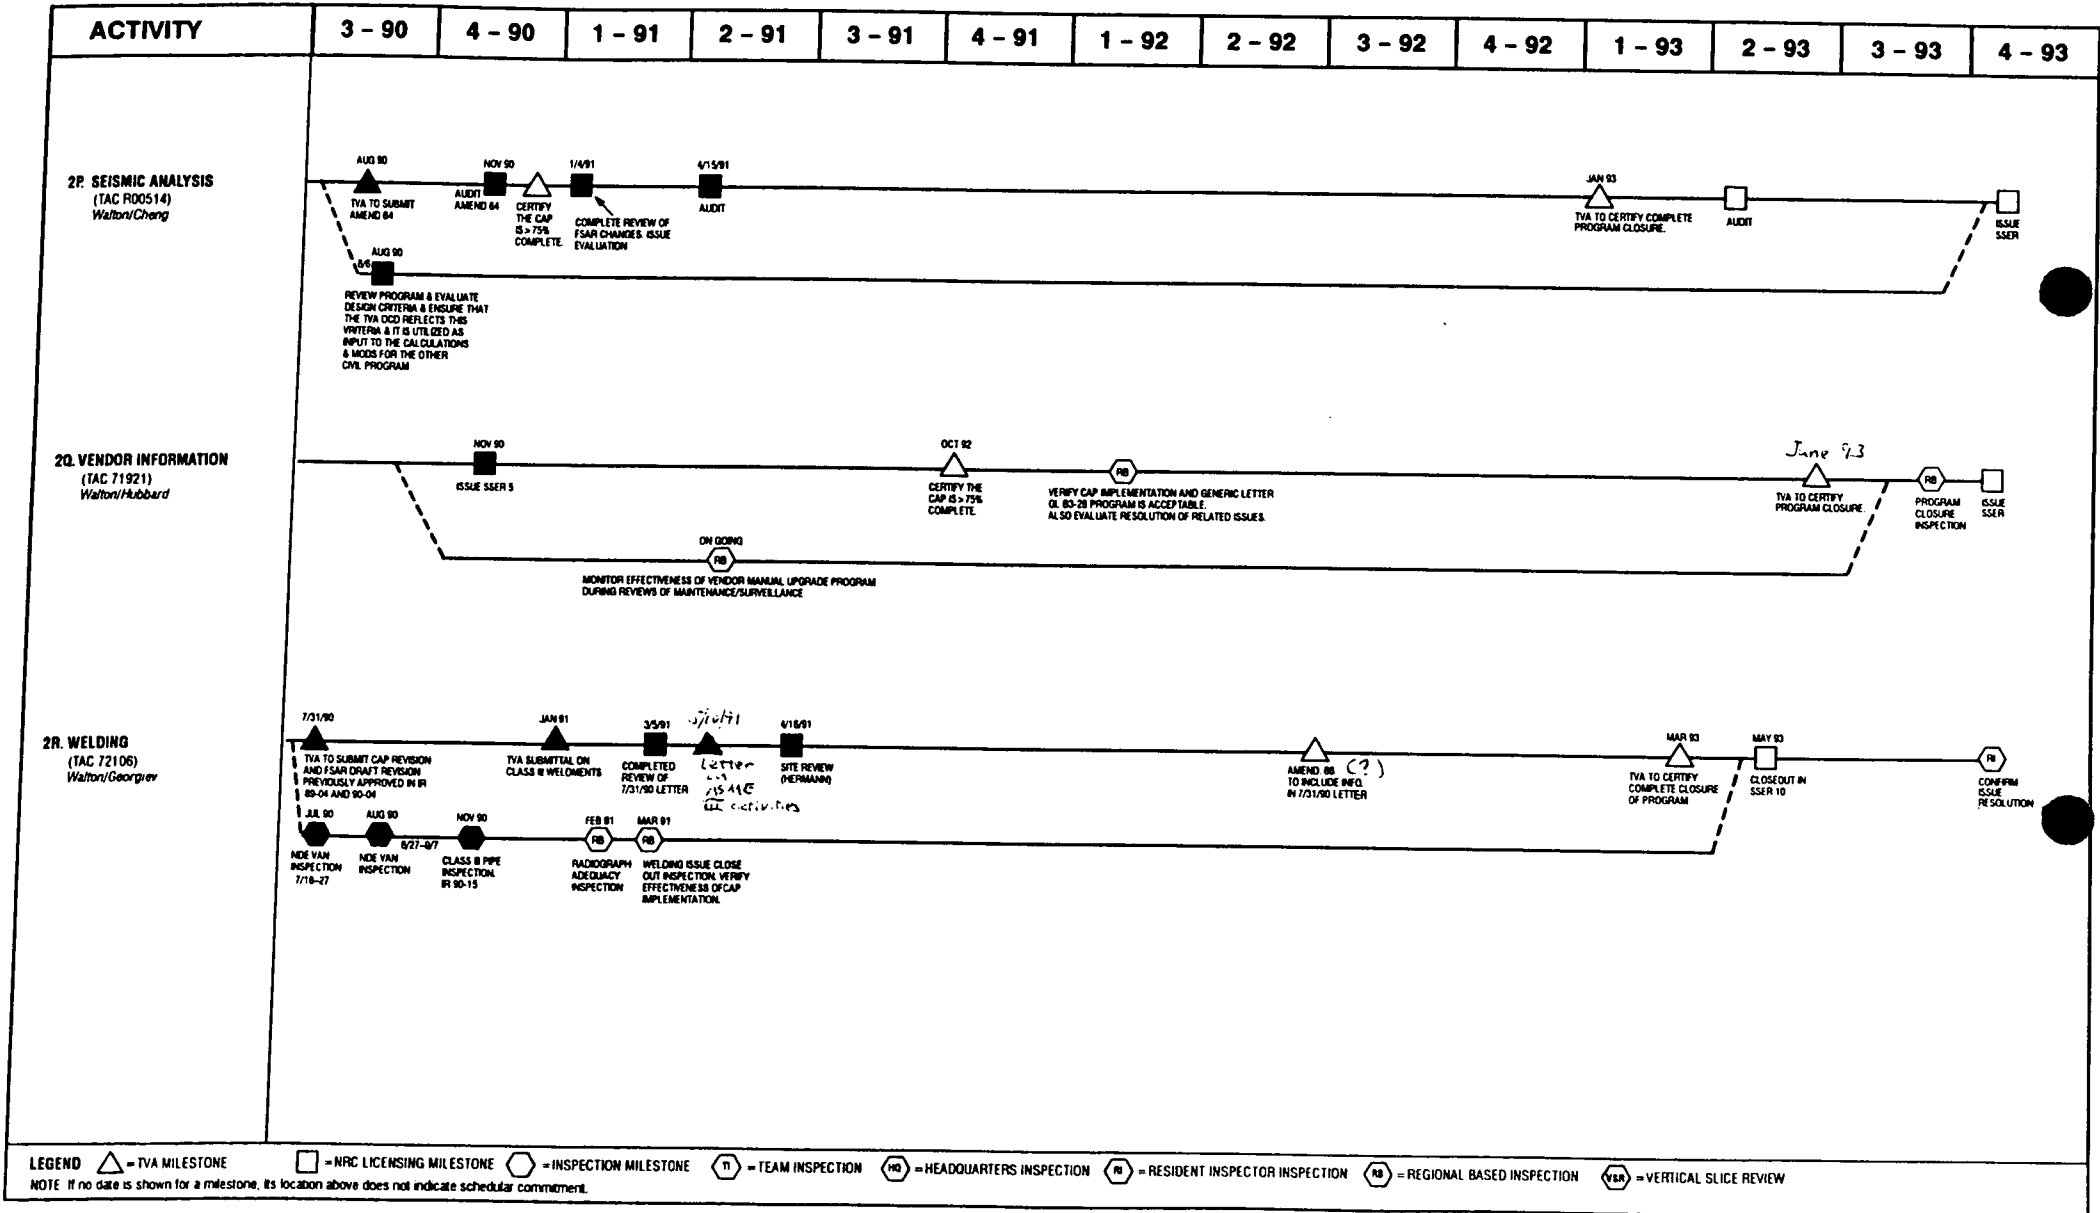 ACTIVITY
3 – 90
4 – 90
1 – 91
2 – 91
3 – 91
4 – 91
1 – 92
2 – 92
3 – 92
4 – 92
1 – 93
2 – 93
3 – 93
4 – 93
2P. SEISMIC ANALYSIS
(TAC R00514)
Walton/Cheng
AUG 90
TVA TO SUBMIT
AMEND 64
NOV 90
AUDIT
AMEND 64
CERTIFY
THE CAP
IS > 75%
COMPLETE.
1/4/91
COMPLETE REVIEW OF
FSAR CHANGES. ISSUE
EVALUATION
4/15/91
AUDIT
JAN 93
TVA TO CERTIFY COMPLETE
PROGRAM CLOSURE.
AUDIT
ISSUE
SSER
8/6
AUG 90
REVIEW PROGRAM & EVALUATE
DESIGN CRITERIA & ENSURE THAT
THE TVA DCD REFLECTS THIS
VRITERIA & IT IS UTILIZED AS
INPUT TO THE CALCULATIONS
& MODS FOR THE OTHER
CIVIL PROGRAM
2Q. VENDOR INFORMATION
(TAC 71921)
Walton/Hubbard
NOV 90
ISSUE SSER 5
OCT 92
CERTIFY THE
CAP IS > 75%
COMPLETE.
RB
VERIFY CAP IMPLEMENTATION AND GENERIC LETTER
GL 83-28 PROGRAM IS ACCEPTABLE.
ALSO EVALUATE RESOLUTION OF RELATED ISSUES.
June 93
TVA TO CERTIFY
PROGRAM CLOSURE.
RB
PROGRAM
CLOSURE
INSPECTION
ISSUE
SSER
ON GOING
RB
MONITOR EFFECTIVENESS OF VENDOR MANUAL UPGRADE PROGRAM
DURING REVIEWS OF MAINTENANCE/SURVEILLANCE
2R. WELDING
(TAC 72106)
Walton/Georgiev
7/31/90
TVA TO SUBMIT CAP REVISION
AND FSAR DRAFT REVISION
PREVIOUSLY APPROVED IN IR
89-04 AND 90-04
JAN 91
TVA SUBMITTAL ON
CLASS III WELDMENTS
3/5/91
COMPLETED
REVIEW OF
7/31/90 LETTER
Letter
on
ASME
III activities
4/16/91
SITE REVIEW
(HERMANN)
AMEND. 66 (?)
TO INCLUDE INFO.
IN 7/31/90 LETTER
MAR 93
TVA TO CERTIFY
COMPLETE CLOSURE
OF PROGRAM
MAY 93
CLOSEOUT IN
SSER 10
RI
CONFIRM
ISSUE
RESOLUTION
JUL 90
NDE VAN
INSPECTION
7/16–27
AUG 90
8/27–9/7
NDE VAN
INSPECTION
NOV 90
CLASS III PIPE
INSPECTION.
IR 90-15
FEB 91
RB
RADIOGRAPH
ADEQUACY
INSPECTION
MAR 91
RB
WELDING ISSUE CLOSE
OUT INSPECTION. VERIFY
EFFECTIVENESS OFCAP
IMPLEMENTATION.
LEGEND = TVA MILESTONE = NRC LICENSING MILESTONE = INSPECTION MILESTONE TI = TEAM INSPECTION HQ = HEADQUARTERS INSPECTION RI = RESIDENT INSPECTOR INSPECTION RB = REGIONAL BASED INSPECTION VSR = VERTICAL SLICE REVIEW
NOTE If no date is shown for a milestone, its location above does not indicate schedular commitment.